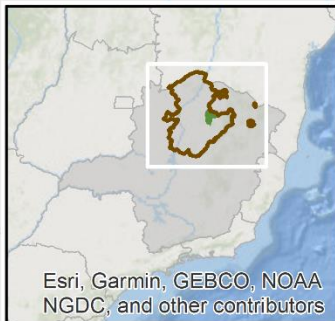 Esri, Garmin, GEBCO, NOAA
NGDC, and other contributors